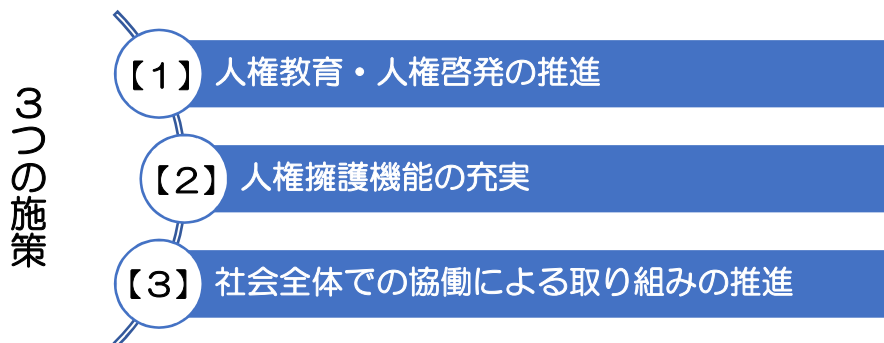 ３つの施策
【１】人権教育・人権啓発の推進
【２】人権擁護機能の充実
【３】社会全体での協働による取り組みの推進